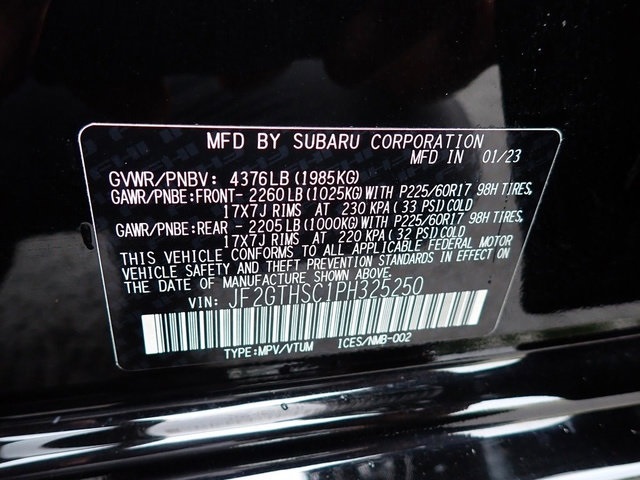 MFD BY SUBARU CORPORATION
MFD IN 01/23
GVWR/PNBV: 4376LB(1985KG)
GAWR/PNBE:FRONT-2260LB(1025KG)WITH P225/60R17 98H TIRES,
17X7J RIMS AT 230 KPA(33 PSI)COLD
GAWR/PNBE:REAR -2205LB(1000KG)WITH P225/60R17 98H TIRES,
17X7J RIMS AT 220 KPA(32 PSI)COLD
THIS VEHICLE CONFORMS TO ALL APPLICABLE FEDERAL MOTOR
VEHICLE SAFETY AND THEFT PREVENTION STANDARDS IN EFFECT ON
THE DATE OF MANUFACTURE SHOWN ABOVE.
VIN: JF2GTHSC1PH325250
TYPE:MPV/VTUM ICES/NMB-002